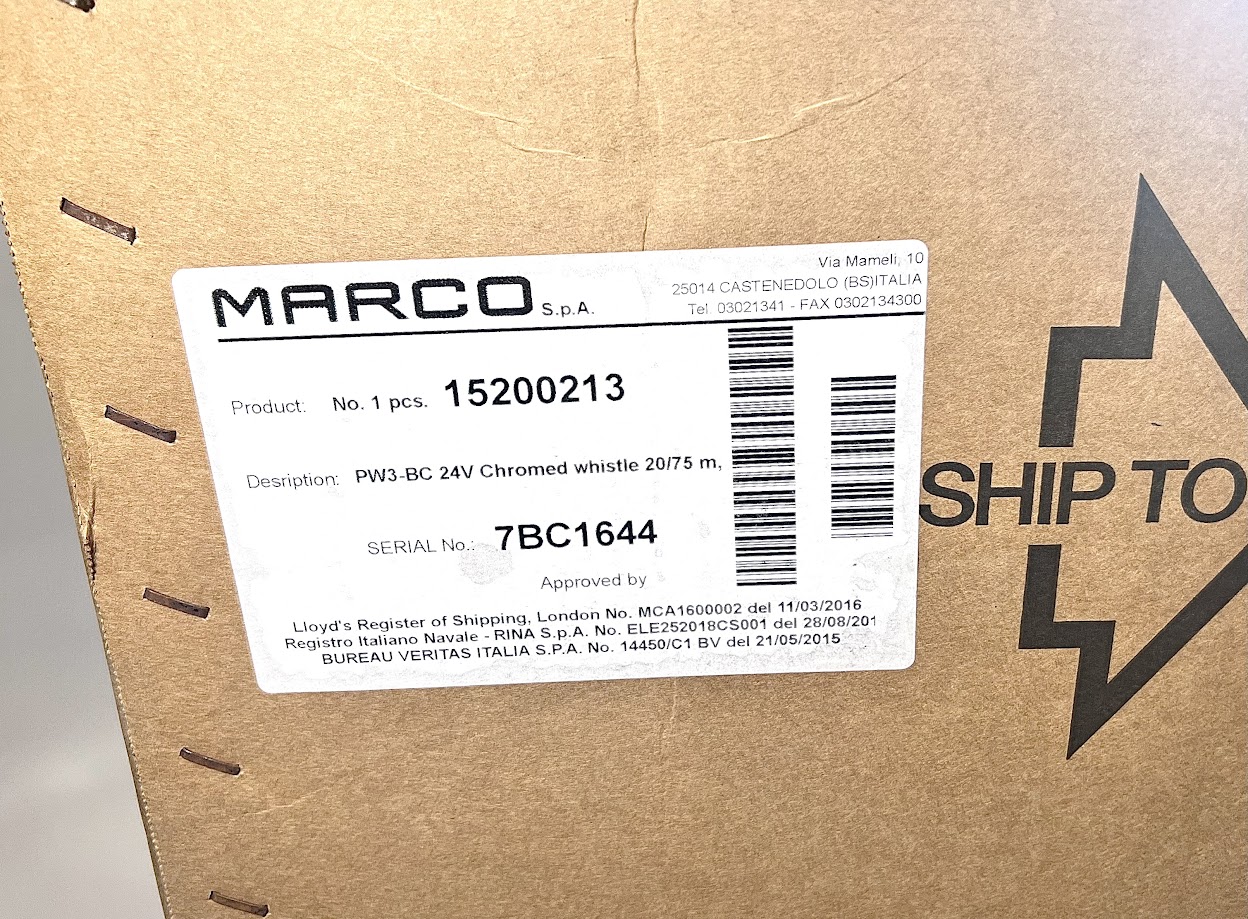 MARCO S.p.A.
Via Mameli, 10
25014 CASTENEDOLO (BS)ITALIA
Tel. 03021341 - FAX 0302134300
Product: No. 1 pcs. 15200213
Desription: PW3-BC 24V Chromed whistle 20/75 m,
SERIAL No.: 7BC1644
Approved by
Lloyd's Register of Shipping, London No. MCA1600002 del 11/03/2016
Registro Italiano Navale - RINA S.p.A. No. ELE252018CS001 del 28/08/201
BUREAU VERITAS ITALIA S.P.A. No. 14450/C1 BV del 21/05/2015
SHIP TO